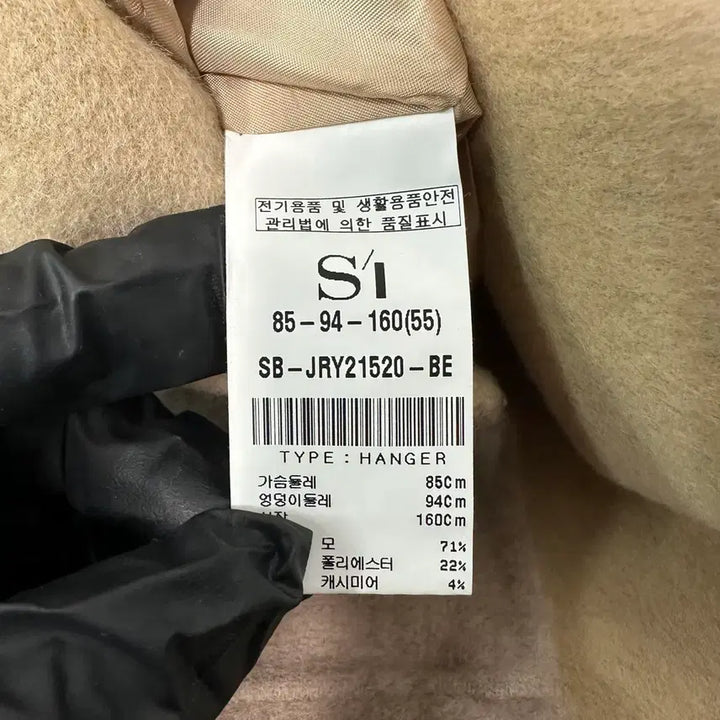 전기용품 및 생활용품안전
관리법에 의한 품질표시
S'I
85-94-160(55)
SB-JRY21520-BE
TYPE : HANGER
가슴둘레 85Cm
엉덩이둘레 94Cm
160Cm
모 71%
폴리에스터 22%
캐시미어 4%